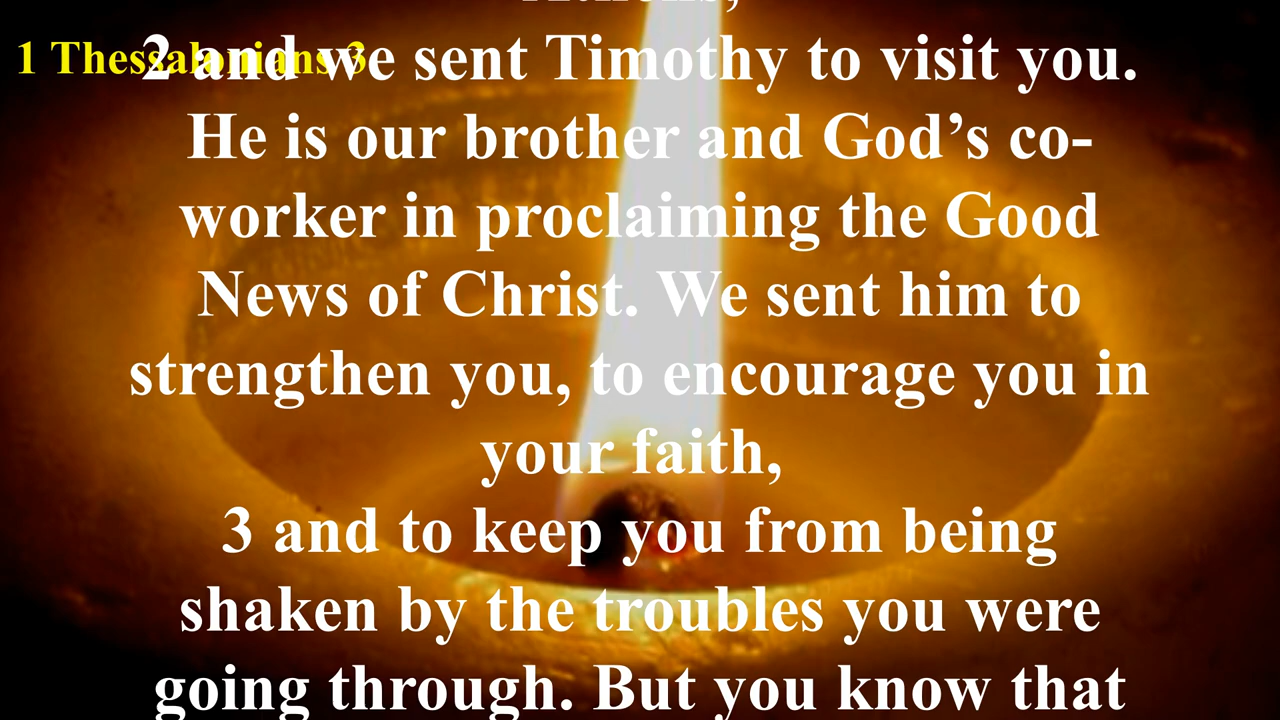 1 Thessalonians 3
2 and we sent Timothy to visit you.
He is our brother and God’s co-
worker in proclaiming the Good
News of Christ. We sent him to
strengthen you, to encourage you in
your faith,
3 and to keep you from being
shaken by the troubles you were
going through. But you know that